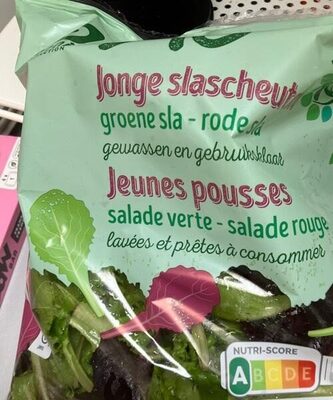 Jonge slascheut
groene sla - rode
gewassen en gebruiksklaar
Jeunes pousses
salade verte - salade rouge
lavées et prêtes à consommer
NUTRI-SCORE
A B C D E